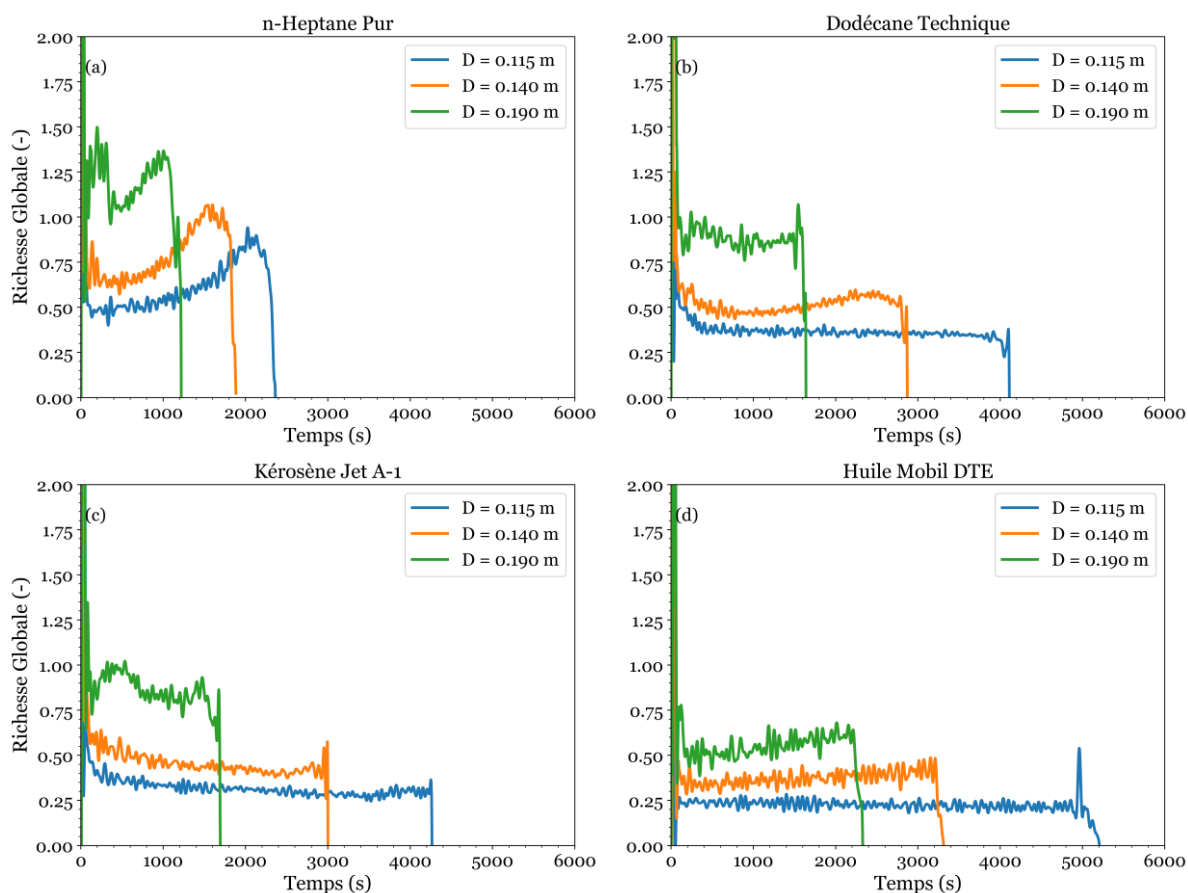 n-Heptane Pur
(a)
D = 0.115 m
D = 0.140 m
D = 0.190 m
2.00
1.75
1.50
1.25
1.00
0.75
0.50
0.25
0.00
Richesse Globale (-)
0 1000 2000 3000 4000 5000 6000
Temps (s)
Dodécane Technique
(b)
D = 0.115 m
D = 0.140 m
D = 0.190 m
2.00
1.75
1.50
1.25
1.00
0.75
0.50
0.25
0.00
0 1000 2000 3000 4000 5000 6000
Temps (s)
Kérosène Jet A-1
(c)
D = 0.115 m
D = 0.140 m
D = 0.190 m
2.00
1.75
1.50
1.25
1.00
0.75
0.50
0.25
0.00
Richesse Globale (-)
0 1000 2000 3000 4000 5000 6000
Temps (s)
Huile Mobil DTE
(d)
D = 0.115 m
D = 0.140 m
D = 0.190 m
2.00
1.75
1.50
1.25
1.00
0.75
0.50
0.25
0.00
0 1000 2000 3000 4000 5000 6000
Temps (s)